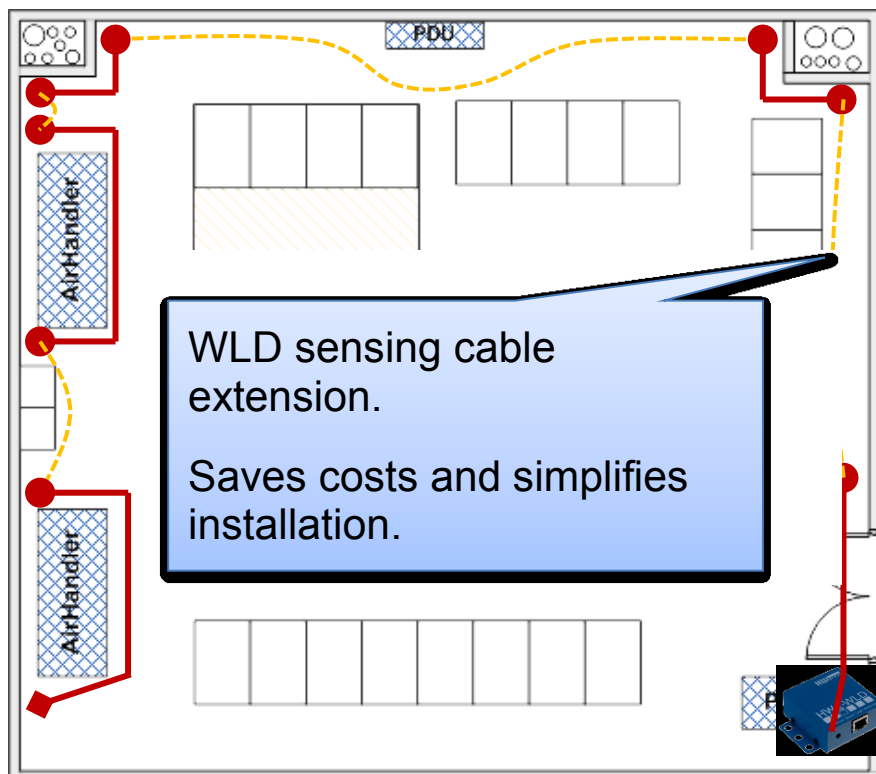 PDU
AirHandler
WLD sensing cable
extension.
Saves costs and simplifies
installation.
AirHandler
P